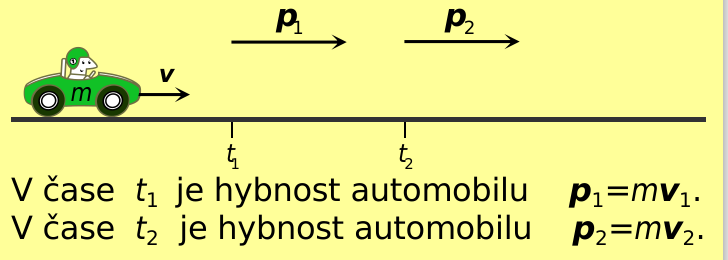 p₁ p₂
v
m
t₁ t₂
V čase t₁ je hybnost automobilu p₁=mv₁.
V čase t₂ je hybnost automobilu p₂=mv₂.